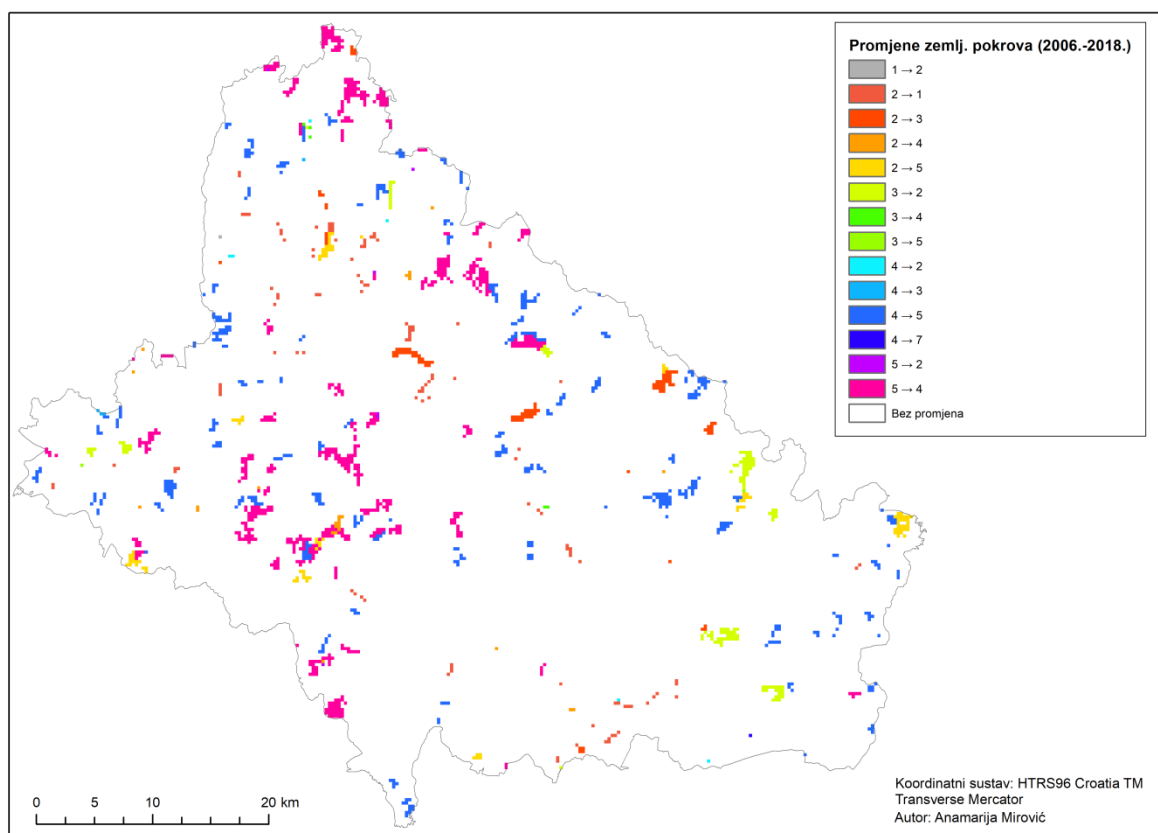 Promjene zemlj. pokrova (2006.-2018.)
1 → 2
2 → 1
2 → 3
2 → 4
2 → 5
3 → 2
3 → 4
3 → 5
4 → 2
4 → 3
4 → 5
4 → 7
5 → 2
5 → 4
Bez promjena
0 5 10 20 km
Koordinatni sustav: HTRS96 Croatia TM
Transverse Mercator
Autor: Anamarija Mirović